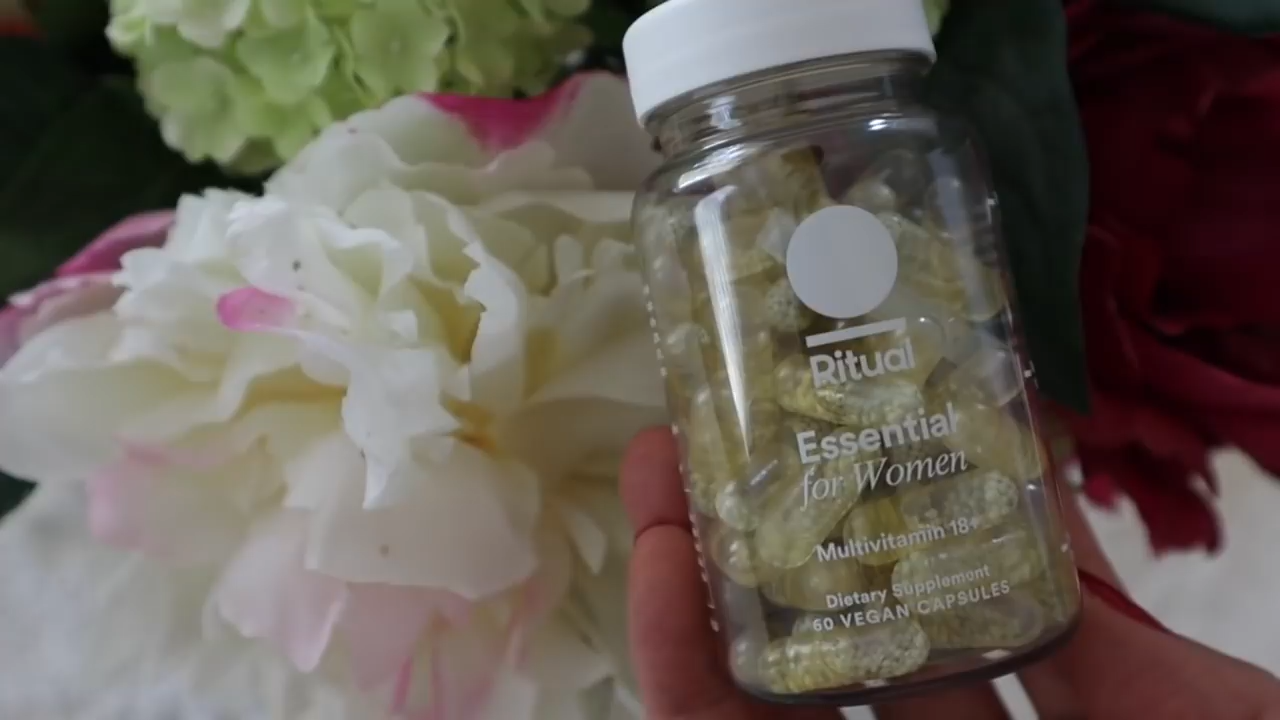 Ritual
Essential
for Women
Multivitamin 18+
Dietary Supplement
60 VEGAN CAPSULES